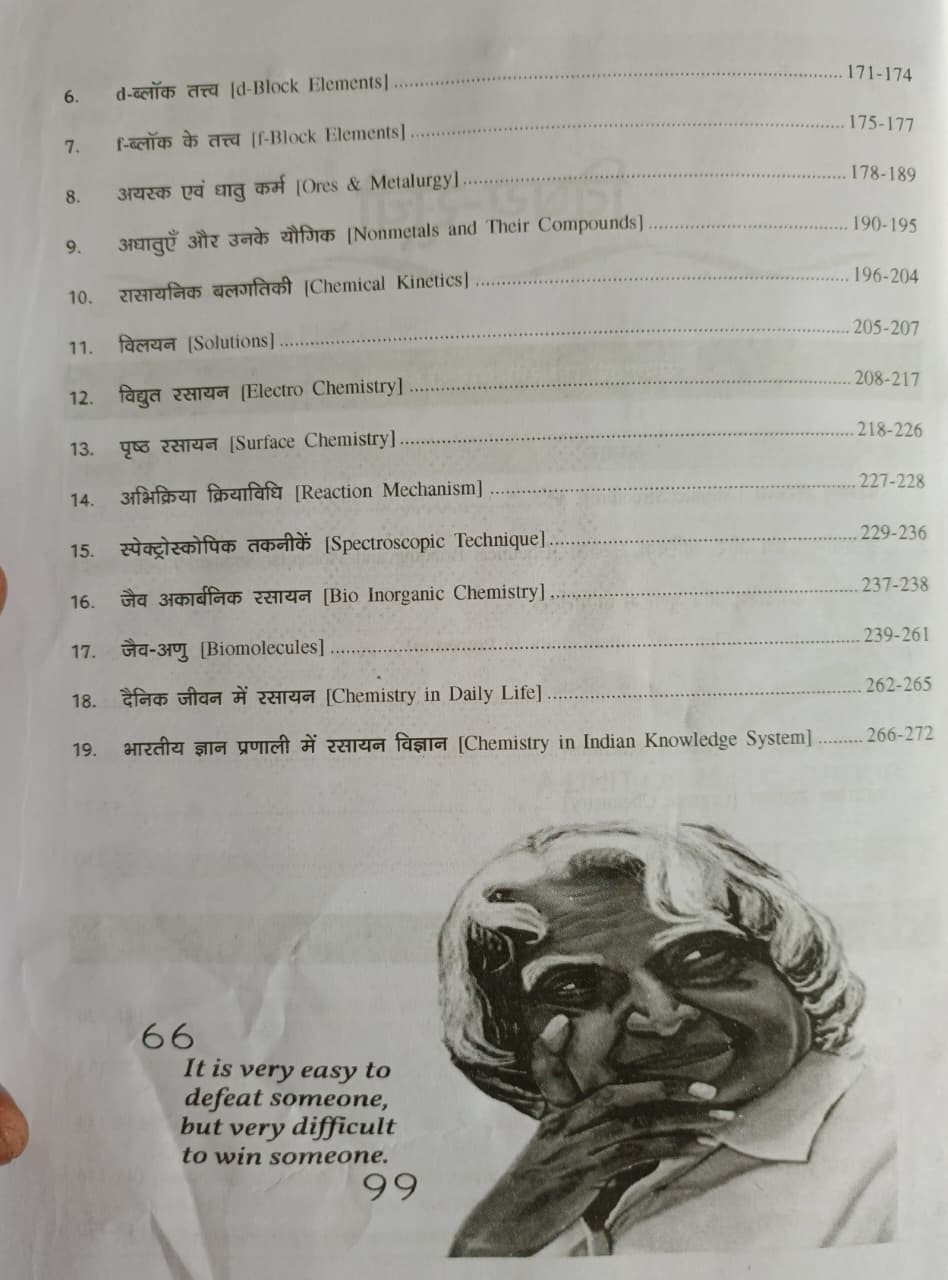 6. d-ब्लॉक तत्त्व [d-Block Elements] ........ 171-174
7. f-ब्लॉक के तत्त्व [f-Block Elements] ........ 175-177
8. अयस्क एवं धातु कर्म [Ores & Metalurgy] ........ 178-189
9. अधातुएँ और उनके यौगिक [Nonmetals and Their Compounds] ........ 190-195
10. रासायनिक बलगतिकी [Chemical Kinetics] ........ 196-204
11. विलयन [Solutions] ........ 205-207
12. विद्युत रसायन [Electro Chemistry] ........ 208-217
13. पृष्ठ रसायन [Surface Chemistry] ........ 218-226
14. अभिक्रिया क्रियाविधि [Reaction Mechanism] ........ 227-228
15. स्पेक्ट्रोस्कोपिक तकनीकें [Spectroscopic Technique] ........ 229-236
16. जैव अकार्बनिक रसायन [Bio Inorganic Chemistry] ........ 237-238
17. जैव-अणु [Biomolecules] ........ 239-261
18. दैनिक जीवन में रसायन [Chemistry in Daily Life] ........ 262-265
19. भारतीय ज्ञान प्रणाली में रसायन विज्ञान [Chemistry in Indian Knowledge System] ........ 266-272
66
It is very easy to
defeat someone,
but very difficult
to win someone.
99